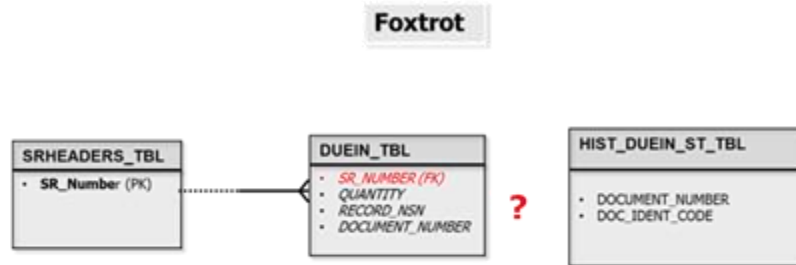 Foxtrot
SRHEADERS_TBL
• SR_Number (PK)
DUEIN_TBL
• SR_NUMBER (FK)
• QUANTITY
• RECORD_NSN
• DOCUMENT_NUMBER
?
HIST_DUEIN_ST_TBL
• DOCUMENT_NUMBER
• DOC_IDENT_CODE